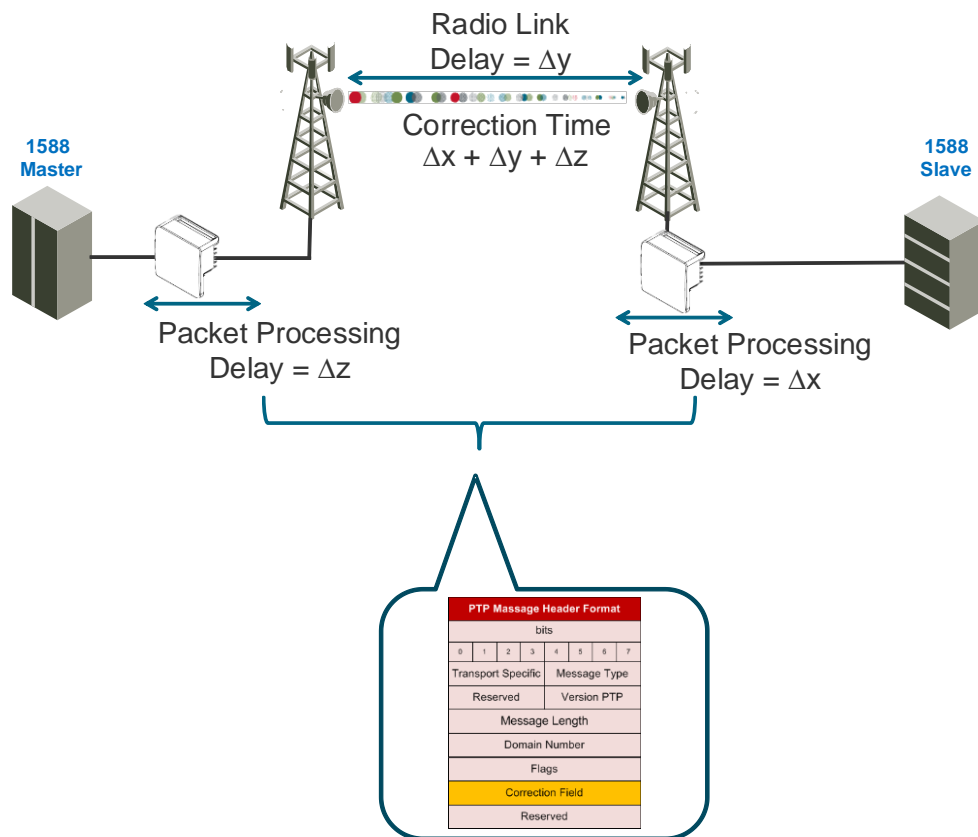 Radio Link
Delay = Δy
Correction Time
Δx + Δy + Δz
1588
Master
1588
Slave
Packet Processing
Delay = Δz
Packet Processing
Delay = Δx
PTP Massage Header Format
bits
0 1 2 3 4 5 6 7
Transport Specific Message Type
Reserved Version PTP
Message Length
Domain Number
Flags
Correction Field
Reserved